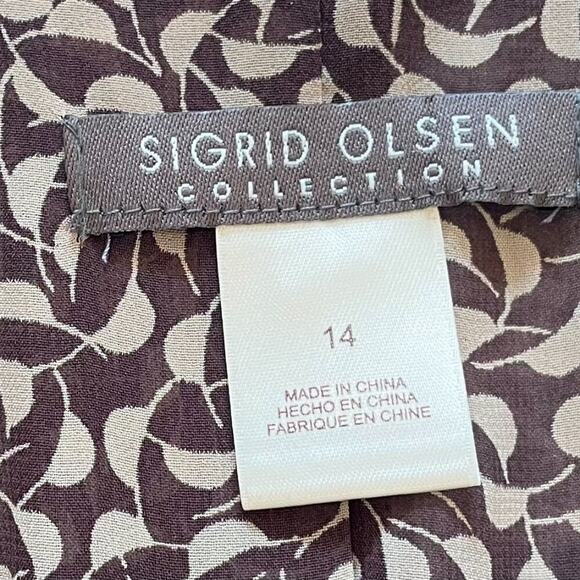 SIGRID OLSEN
COLLECTION
14
MADE IN CHINA
HECHO EN CHINA
FABRIQUE EN CHINE